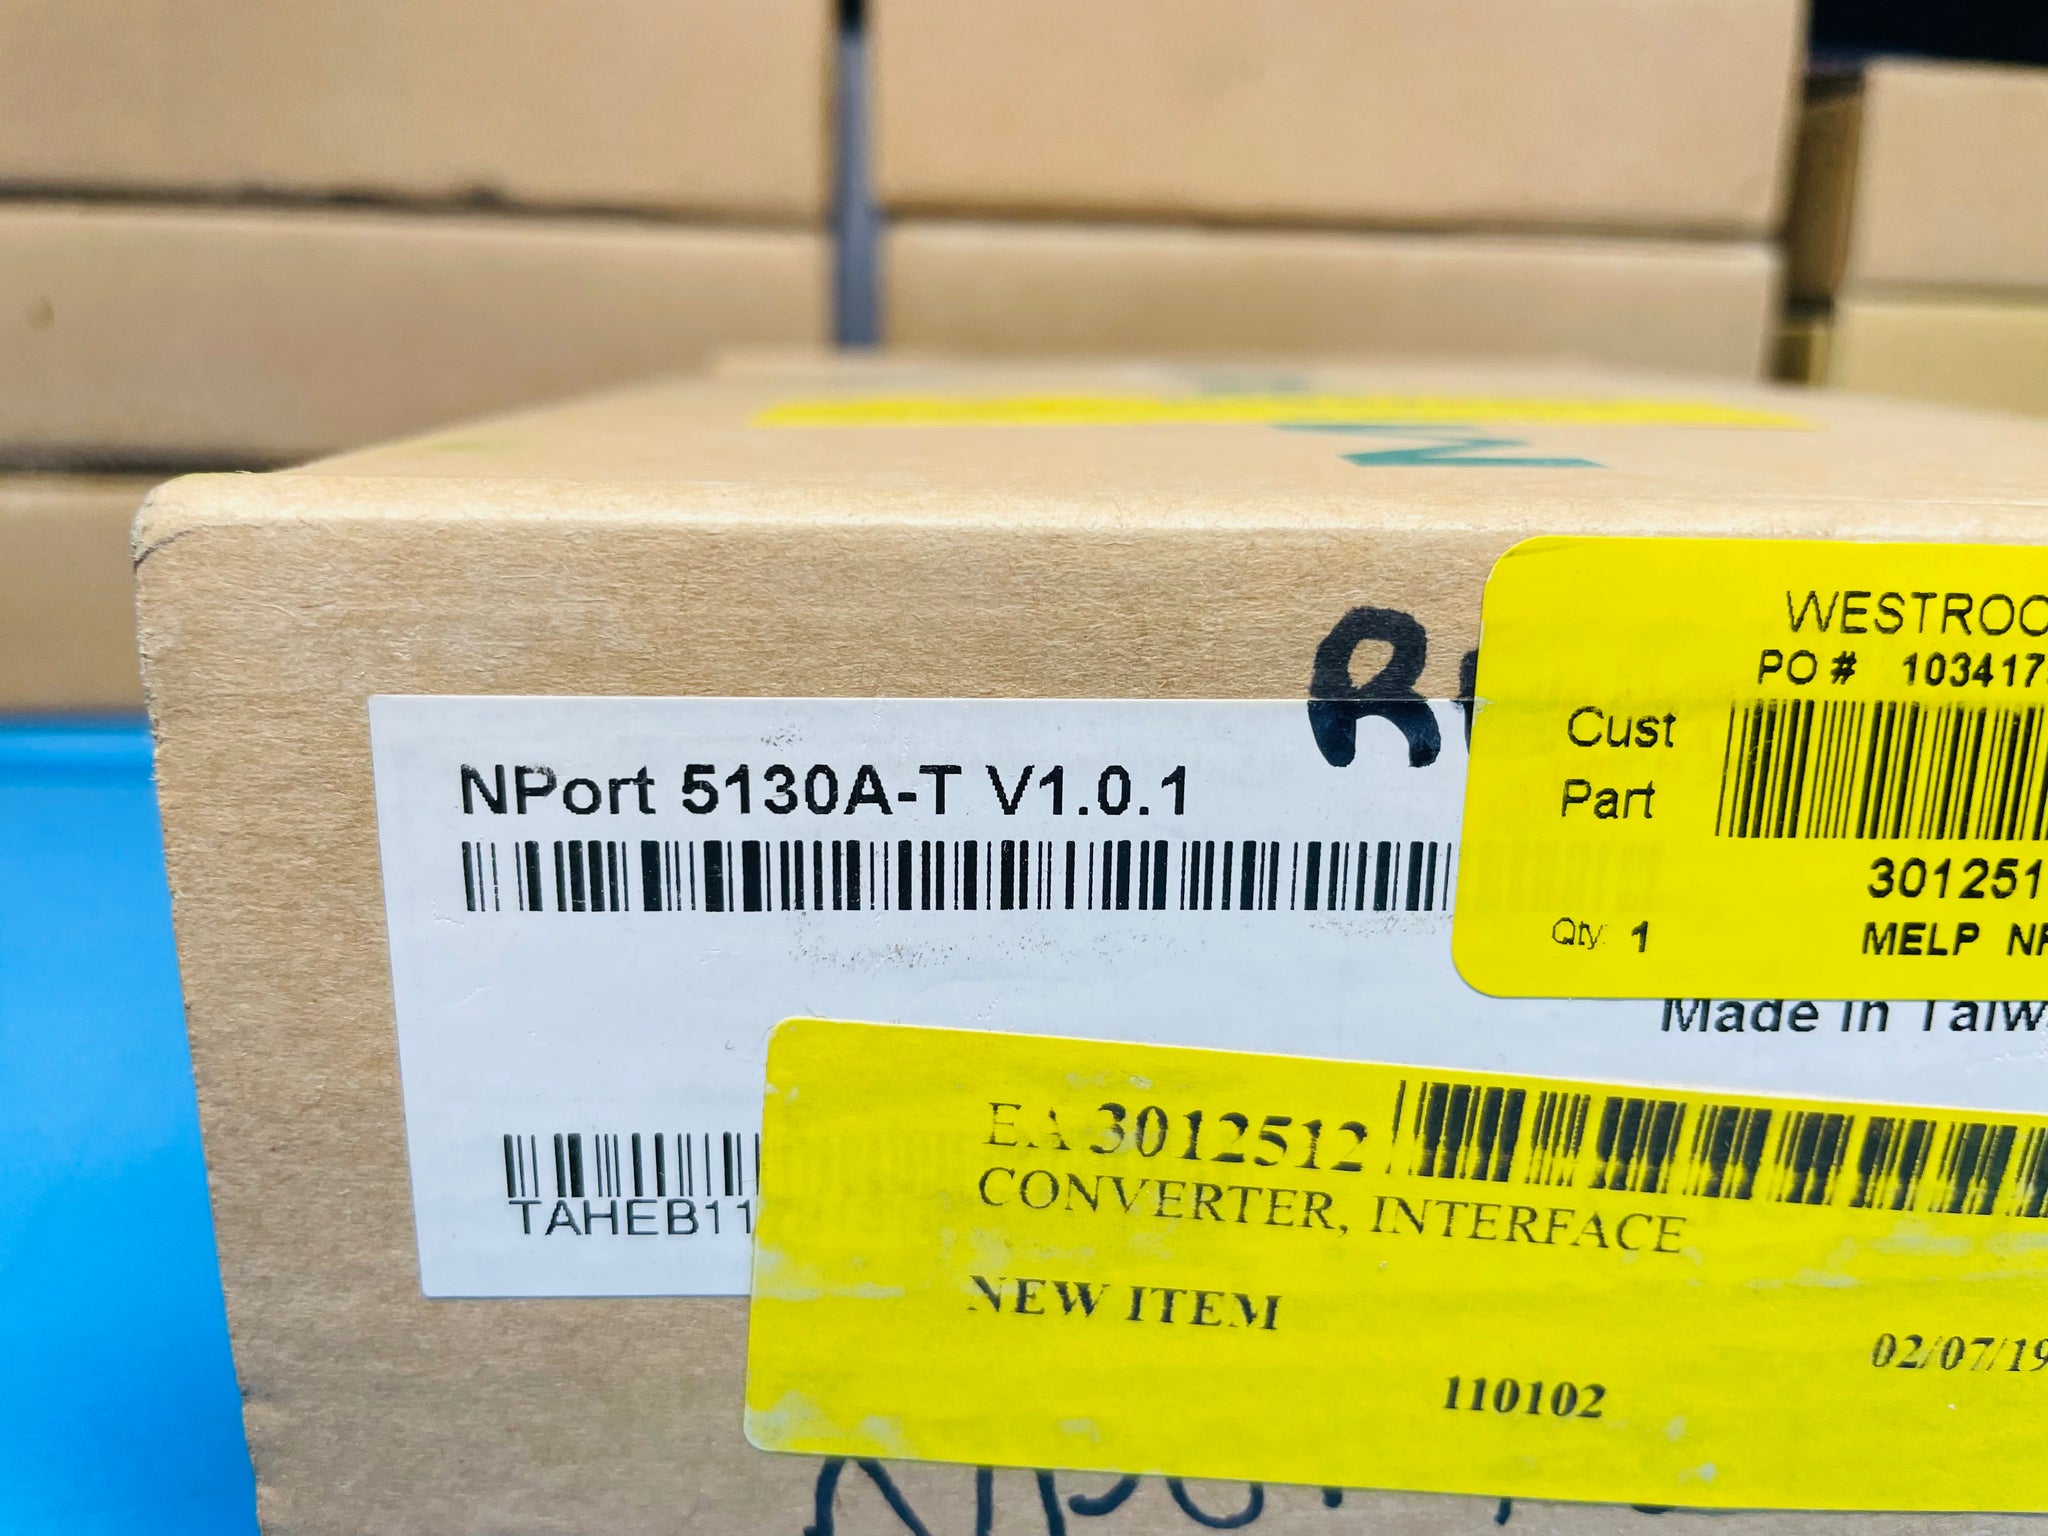 NPort 5130A-T V1.0.1
WESTROC
PO # 103417
Cust
Part
301251
Qty: 1
MELP
Made in Taiw
EA 3012512
CONVERTER, INTERFACE
TAHEB11
NEW ITEM
02/07/19
110102